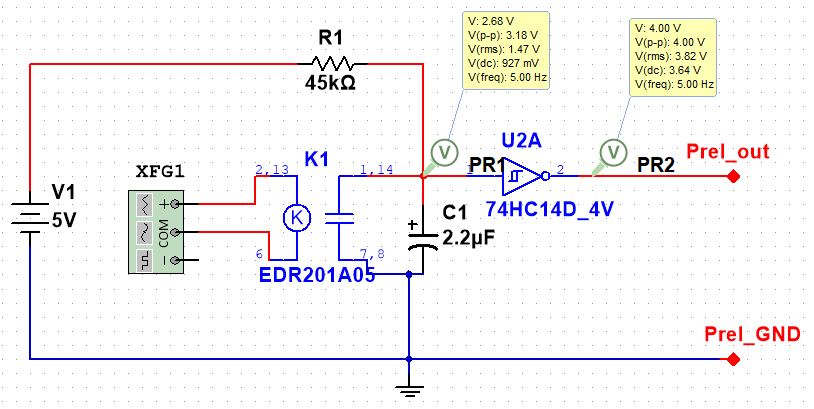 R1
45kΩ
V: 2.68 V
V(p-p): 3.18 V
V(rms): 1.47 V
V(dc): 927 mV
V(freq): 5.00 Hz
V: 4.00 V
V(p-p): 4.00 V
V(rms): 3.82 V
V(dc): 3.64 V
V(freq): 5.00 Hz
XFG1
K1
V
U2A
V
Prel_out
2,13
1,14
PR1
1
2
PR2
V1
5V
+
COM
−
K
6
7,8
EDR201A05
+
C1
2.2µF
74HC14D_4V
Prel_GND